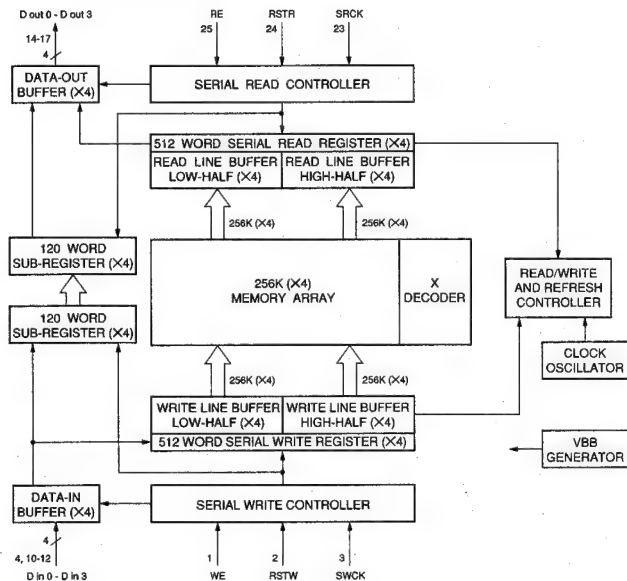 D out 0 - D out 3
RE
RSTR
SRCK
14-17
25
24
23
4
DATA-OUT
BUFFER (X4)
SERIAL READ CONTROLLER
512 WORD SERIAL READ REGISTER (X4)
READ LINE BUFFER
LOW-HALF (X4)
READ LINE BUFFER
HIGH-HALF (X4)
256K (X4)
256K (X4)
120 WORD
SUB-REGISTER (X4)
256K (X4)
MEMORY ARRAY
X
DECODER
READ/WRITE
AND REFRESH
CONTROLLER
120 WORD
SUB-REGISTER (X4)
CLOCK
OSCILLATOR
256K (X4)
256K (X4)
WRITE LINE BUFFER
LOW-HALF (X4)
WRITE LINE BUFFER
HIGH-HALF (X4)
512 WORD SERIAL WRITE REGISTER (X4)
VBB
GENERATOR
DATA-IN
BUFFER (X4)
SERIAL WRITE CONTROLLER
4
4, 10-12
1
2
3
D in 0 - D in 3
WE
RSTW
SWCK